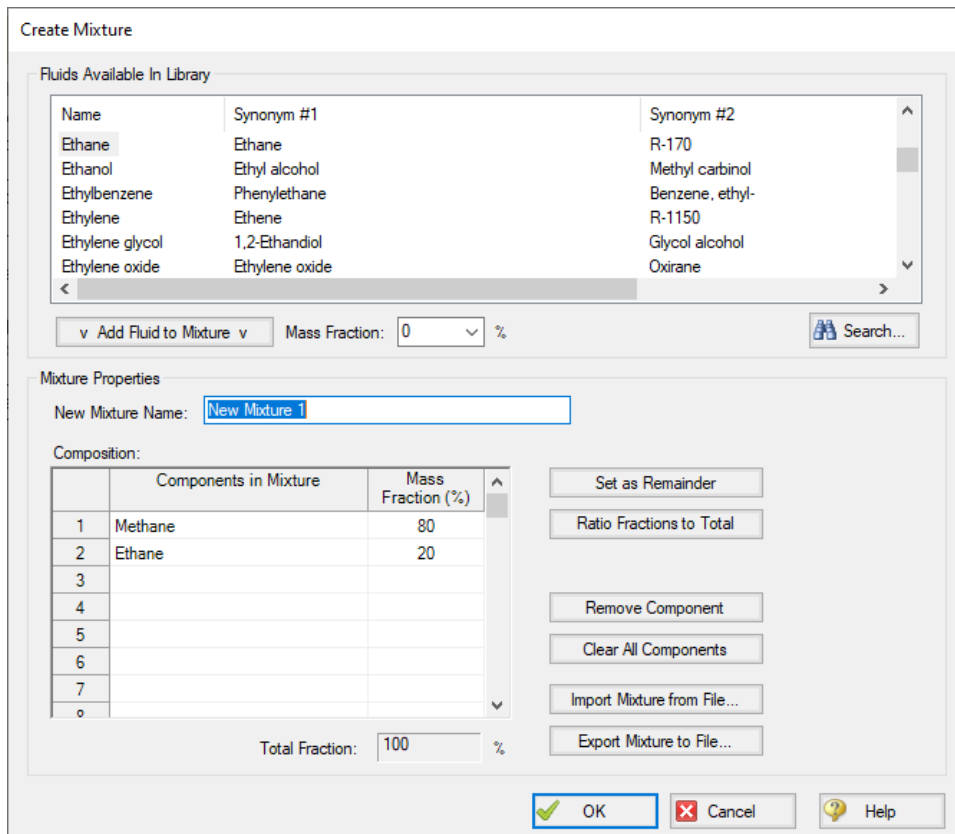 Create Mixture
Fluids Available In Library
Name Synonym #1 Synonym #2
Ethane Ethane R-170
Ethanol Ethyl alcohol Methyl carbinol
Ethylbenzene Phenylethane Benzene, ethyl-
Ethylene Ethene R-1150
Ethylene glycol 1,2-Ethandiol Glycol alcohol
Ethylene oxide Ethylene oxide Oxirane
v Add Fluid to Mixture v Mass Fraction: 0 % Search...
Mixture Properties
New Mixture Name: New Mixture 1
Composition:
Components in Mixture Mass Fraction (%)
1 Methane 80
2 Ethane 20
3
4
5
6
7
8
Set as Remainder
Ratio Fractions to Total
Remove Component
Clear All Components
Import Mixture from File...
Export Mixture to File...
Total Fraction: 100 %
OK Cancel Help